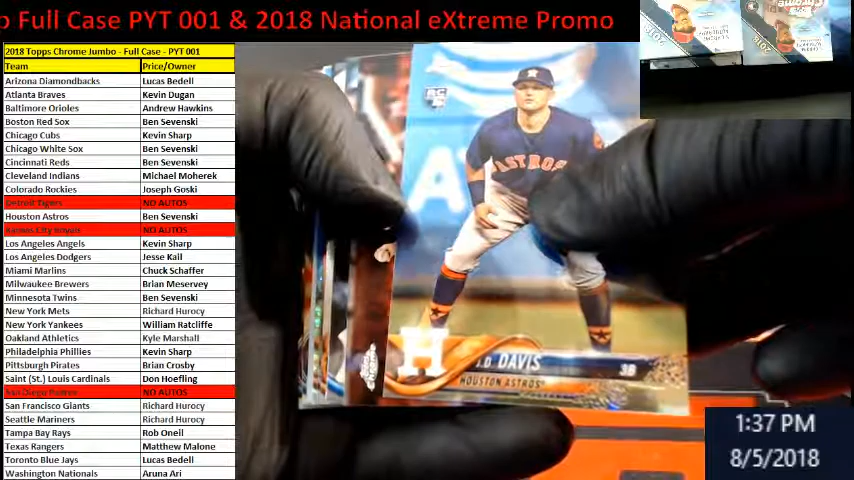 o Full Case PYT 001 & 2018 National eXtreme Promo
2018 Topps Chrome Jumbo - Full Case - PYT 001
Team Price/Owner
Arizona Diamondbacks Lucas Bedell
Atlanta Braves Kevin Dugan
Baltimore Orioles Andrew Hawkins
Boston Red Sox Ben Sevenski
Chicago Cubs Kevin Sharp
Chicago White Sox Ben Sevenski
Cincinnati Reds Ben Sevenski
Cleveland Indians Michael Moherek
Colorado Rockies Joseph Goski
Detroit Tigers NO AUTOS
Houston Astros Ben Sevenski
Kansas City Royals NO AUTOS
Los Angeles Angels Kevin Sharp
Los Angeles Dodgers Jesse Kail
Miami Marlins Chuck Schaffer
Milwaukee Brewers Brian Meservey
Minnesota Twins Ben Sevenski
New York Mets Richard Hurocy
New York Yankees William Ratcliffe
Oakland Athletics Kyle Marshall
Philadelphia Phillies Kevin Sharp
Pittsburgh Pirates Brian Crosby
Saint (St.) Louis Cardinals Don Hoefling
San Diego Padres NO AUTOS
San Francisco Giants Richard Hurocy
Seattle Mariners Richard Hurocy
Tampa Bay Rays Rob Oneil
Texas Rangers Matthew Malone
Toronto Blue Jays Lucas Bedell
Washington Nationals Aruna Ari
RC
ASTROS
H
J.D. DAVIS 3B
HOUSTON ASTROS
1:37 PM
8/5/2018